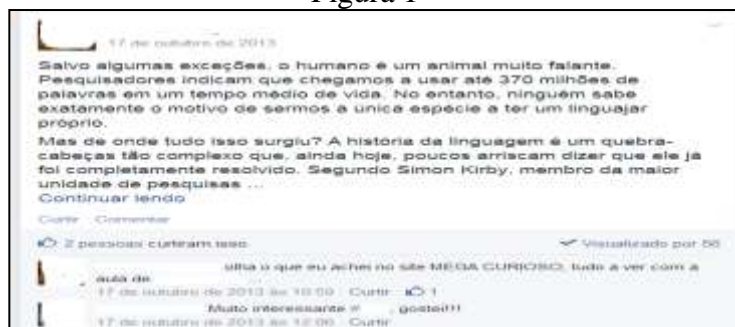 Figura 1
17 de outubro de 2013
Salvo algumas exceções, o humano é um animal muito falante.
Pesquisadores indicam que chegamos a usar até 370 milhões de
palavras em um tempo médio de vida. No entanto, ninguém sabe
exatamente o motivo de sermos a única espécie a ter um linguajar
próprio.
Mas de onde tudo isso surgiu? A história da linguagem é um quebra-
cabeças tão complexo que, ainda hoje, poucos arriscam dizer que ele já
foi completamente resolvido. Segundo Simon Kirby, membro da maior
unidade de pesquisas ...
Continuar lendo
Curtir Comentar
2 pessoas curtiram isso. Visualizado por 68
olha o que eu achei no site MEGA CURIOSO, tudo a ver com a
aula de
17 de outubro de 2013 às 10:59 Curtir 1
Muito interessante gostei!!!
17 de outubro de 2013 às 12:06 Curtir